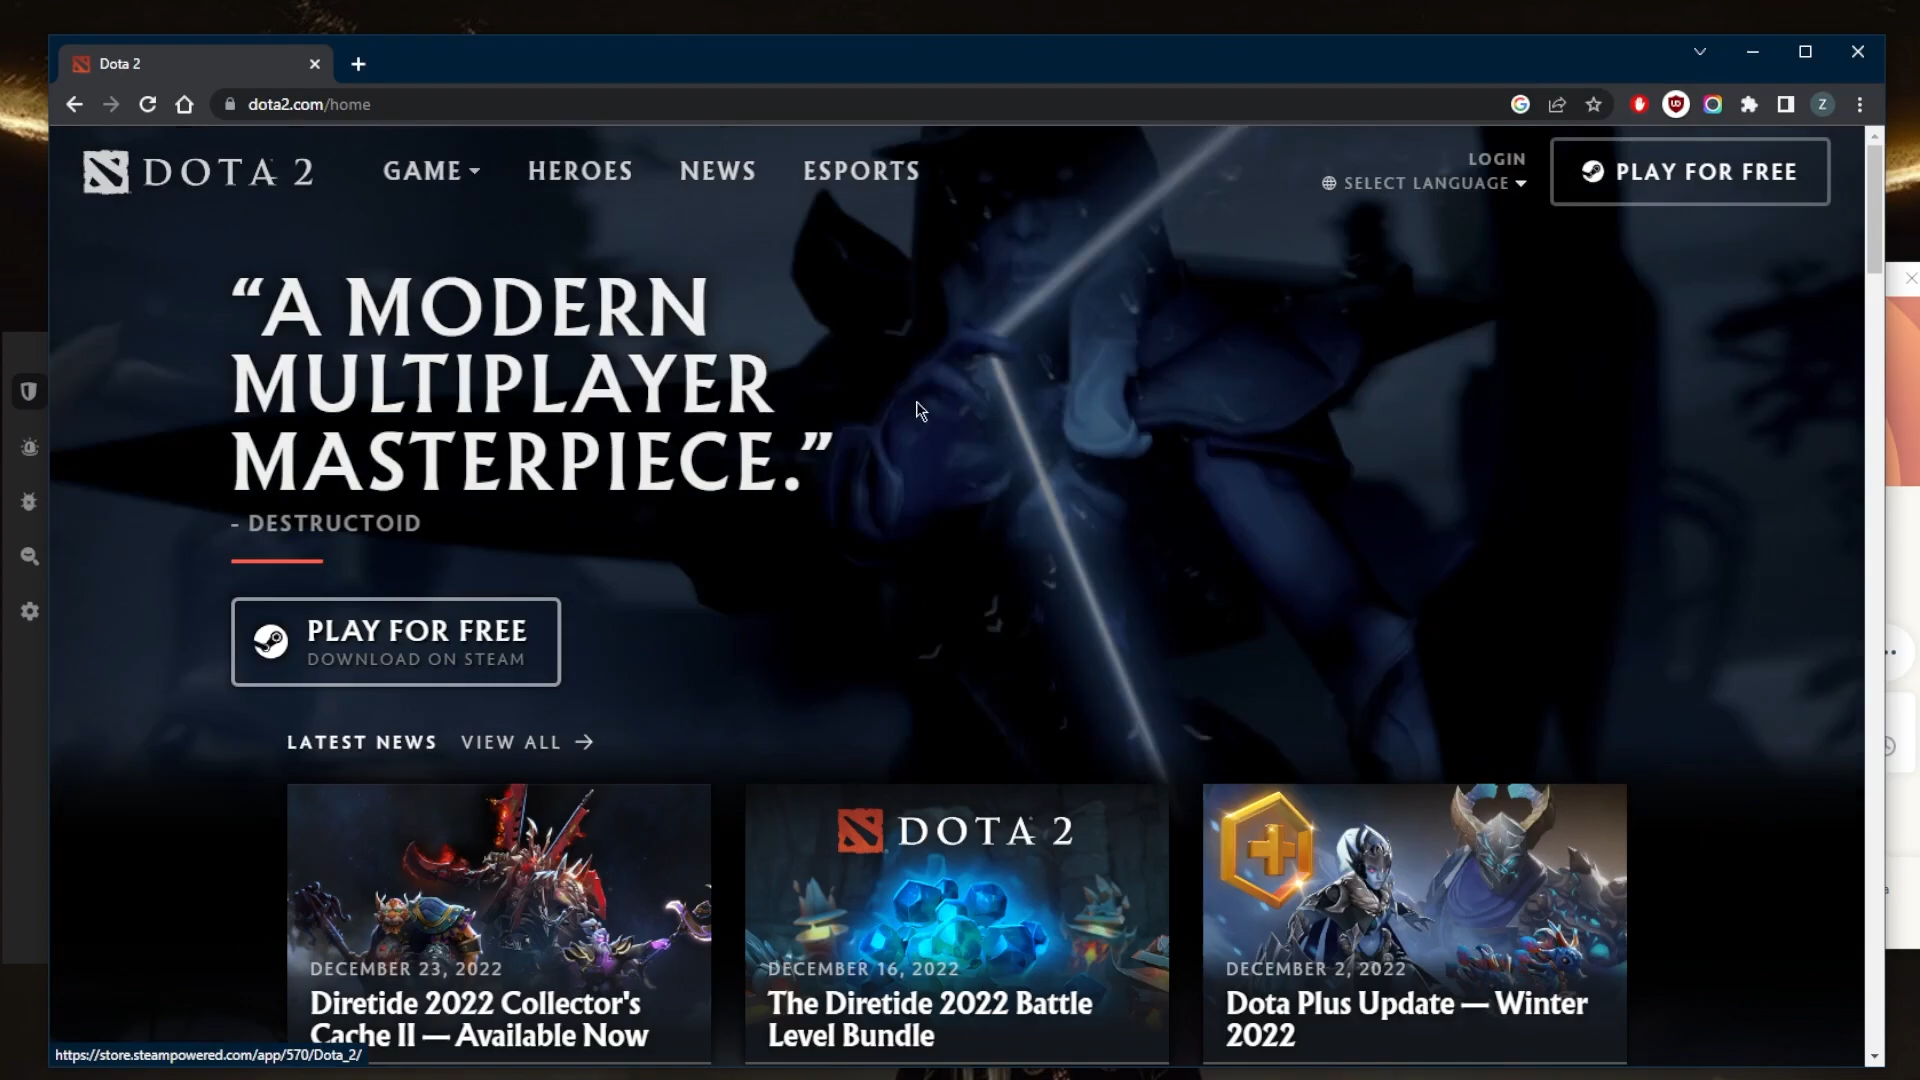 Dota 2
dota2.com/home
Z
DOTA 2
GAME
HEROES
NEWS
ESPORTS
LOGIN
SELECT LANGUAGE
PLAY FOR FREE
“A MODERN
MULTIPLAYER
MASTERPIECE.”
- DESTRUCTOID
PLAY FOR FREE
DOWNLOAD ON STEAM
LATEST NEWS
VIEW ALL
DECEMBER 23, 2022
Diretide 2022 Collector's
Cache II — Available Now
DOTA 2
DECEMBER 16, 2022
The Diretide 2022 Battle
Level Bundle
DECEMBER 2, 2022
Dota Plus Update — Winter
2022
https://store.steampowered.com/app/570/Dota_2/